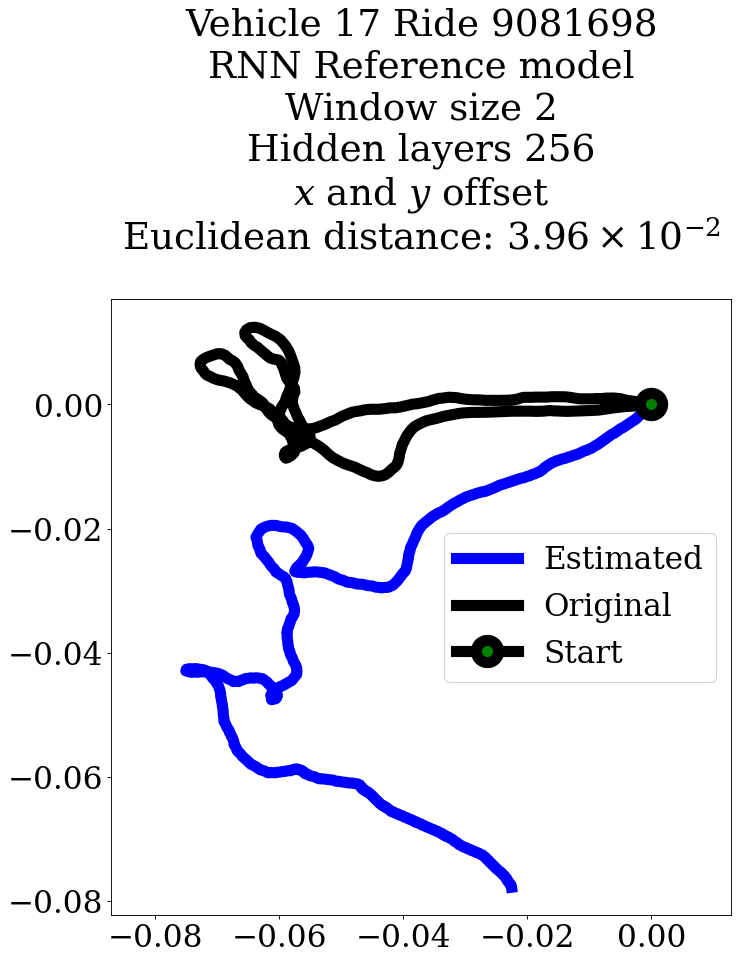 Vehicle 17 Ride 9081698
RNN Reference model
Window size 2
Hidden layers 256
x and y offset
Euclidean distance: 3.96 × 10⁻²
0.00
−0.02
−0.04
−0.06
−0.08
Estimated
Original
Start
−0.08 −0.06 −0.04 −0.02 0.00